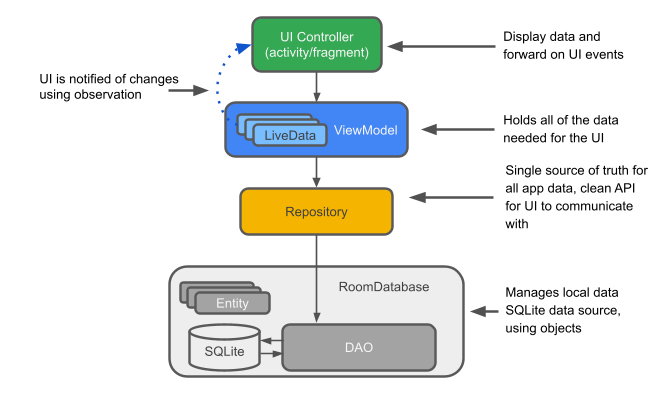 UI Controller
(activity/fragment)
Display data and
forward on UI events
UI is notified of changes
using observation
LiveData
ViewModel
Holds all of the data
needed for the UI
Repository
Single source of truth for
all app data, clean API
for UI to communicate
with
RoomDatabase
Entity
SQLite
DAO
Manages local data
SQLite data source,
using objects